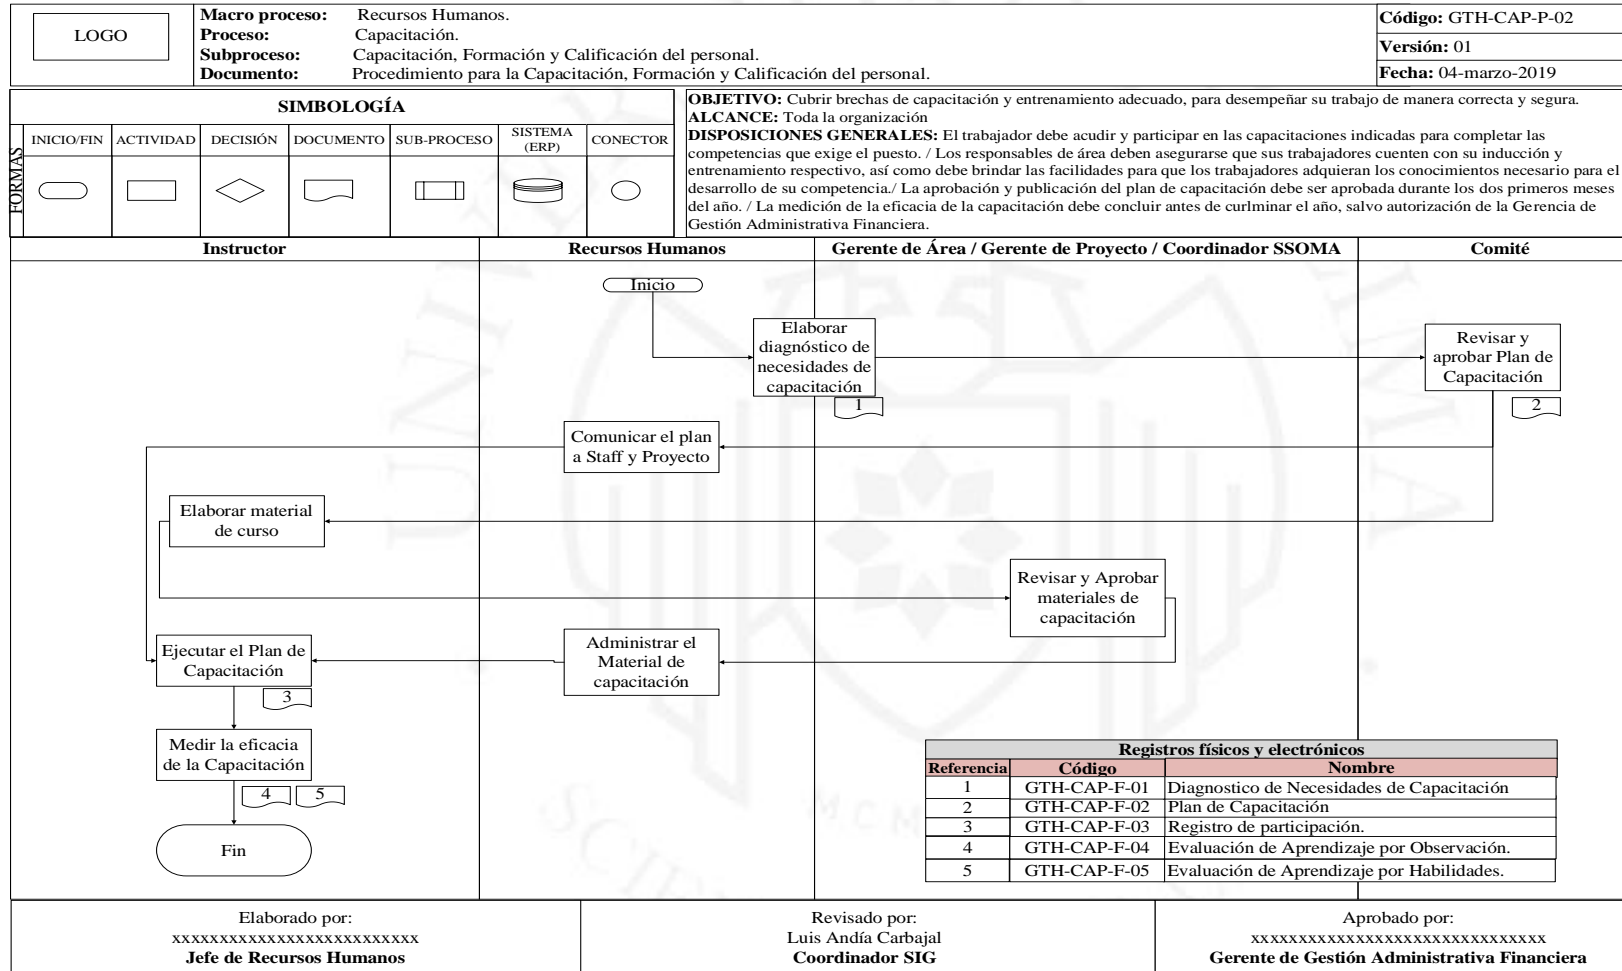 LOGO
Macro proceso: Recursos Humanos.
Proceso: Capacitación.
Subproceso: Capacitación, Formación y Calificación del personal.
Documento: Procedimiento para la Capacitación, Formación y Calificación del personal.
Código: GTH-CAP-P-02
Versión: 01
Fecha: 04-marzo-2019
SIMBOLOGÍA
FORMAS
INICIO/FIN
ACTIVIDAD
DECISIÓN
DOCUMENTO
SUB-PROCESO
SISTEMA
(ERP)
CONECTOR
OBJETIVO: Cubrir brechas de capacitación y entrenamiento adecuado, para desempeñar su trabajo de manera correcta y segura.
ALCANCE: Toda la organización
DISPOSICIONES GENERALES: El trabajador debe acudir y participar en las capacitaciones indicadas para completar las
competencias que exige el puesto. / Los responsables de área deben asegurarse que sus trabajadores cuenten con su inducción y
entrenamiento respectivo, así como debe brindar las facilidades para que los trabajadores adquieran los conocimientos necesario para el
desarrollo de su competencia./ La aprobación y publicación del plan de capacitación debe ser aprobada durante los dos primeros meses
del año. / La medición de la eficacia de la capacitación debe concluir antes de curlminar el año, salvo autorización de la Gerencia de
Gestión Administrativa Financiera.
Instructor
Recursos Humanos
Gerente de Área / Gerente de Proyecto / Coordinador SSOMA
Comité
Inicio
Elaborar
diagnóstico de
necesidades de
capacitación
1
Revisar y
aprobar Plan de
Capacitación
2
Comunicar el plan
a Staff y Proyecto
Elaborar material
de curso
Revisar y Aprobar
materiales de
capacitación
Administrar el
Material de
capacitación
Ejecutar el Plan de
Capacitación
3
Medir la eficacia
de la Capacitación
4
5
Fin
Registros físicos y electrónicos
Referencia Código Nombre
1 GTH-CAP-F-01 Diagnostico de Necesidades de Capacitación
2 GTH-CAP-F-02 Plan de Capacitación
3 GTH-CAP-F-03 Registro de participación.
4 GTH-CAP-F-04 Evaluación de Aprendizaje por Observación.
5 GTH-CAP-F-05 Evaluación de Aprendizaje por Habilidades.
Elaborado por:
xxxxxxxxxxxxxxxxxxxxxxxxxx
Jefe de Recursos Humanos
Revisado por:
Luis Andía Carbajal
Coordinador SIG
Aprobado por:
xxxxxxxxxxxxxxxxxxxxxxxxxxxxxxx
Gerente de Gestión Administrativa Financiera